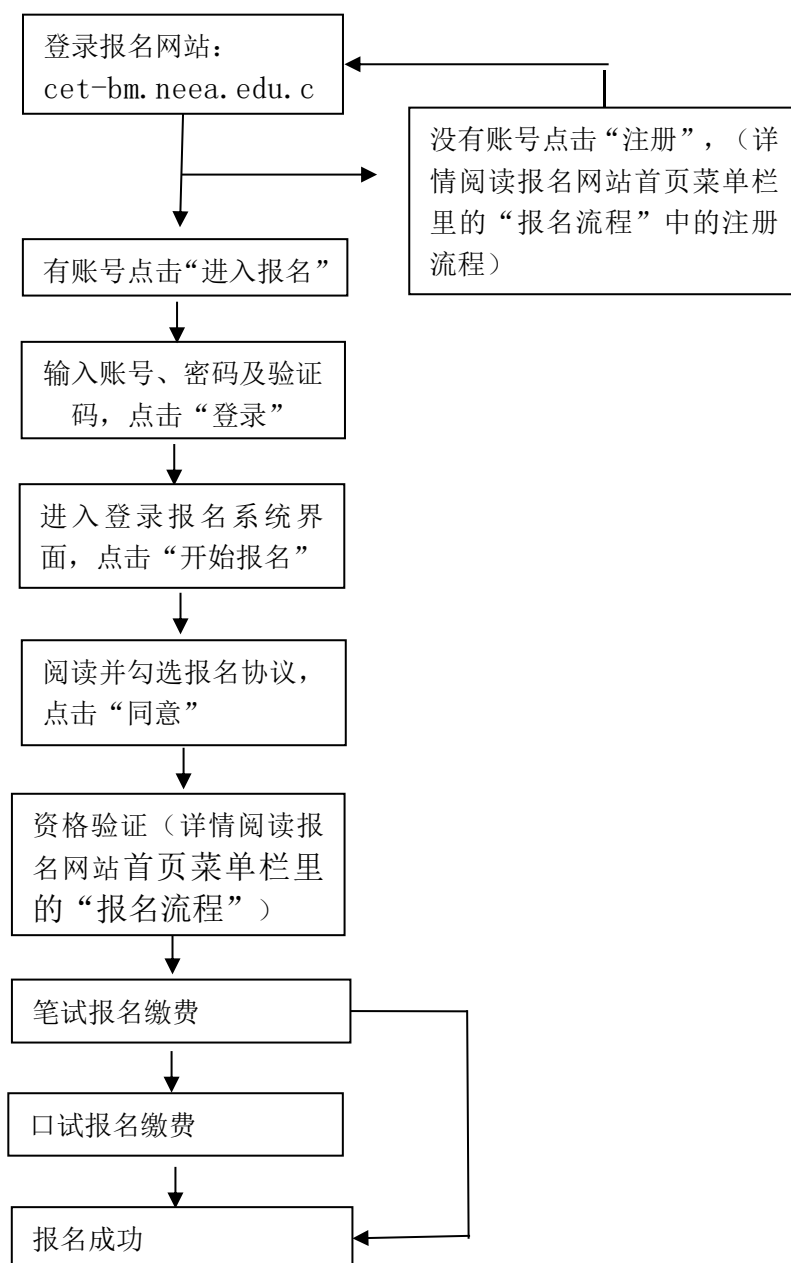 登录报名网站：
cet-bm.neea.edu.c
没有账号点击“注册”，（详
情阅读报名网站首页菜单栏
里的“报名流程”中的注册
流程）
有账号点击“进入报名”
输入账号、密码及验证
码，点击“登录”
进入登录报名系统界
面，点击“开始报名”
阅读并勾选报名协议，
点击“同意”
资格验证（详情阅读报
名网站首页菜单栏里
的“报名流程”）
笔试报名缴费
口试报名缴费
报名成功